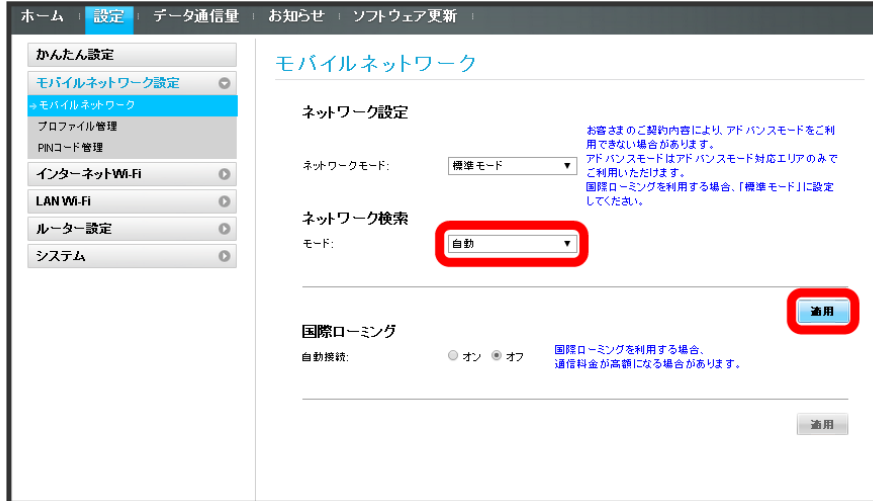 ホーム 設定 データ通信量 お知らせ ソフトウェア更新
かんたん設定
モバイルネットワーク設定
モバイルネットワーク
プロファイル管理
PINコード管理
インターネットWi-Fi
LAN Wi-Fi
ルーター設定
システム
モバイルネットワーク
ネットワーク設定
ネットワークモード:
標準モード
お客さまのご契約内容により、アドバンスモードをご利
用できない場合があります。
アドバンスモードはアドバンスモード対応エリアのみで
ご利用いただけます。
国際ローミングを利用する場合、「標準モード」に設定
してください。
ネットワーク検索
モード:
自動
適用
国際ローミング
自動接続:
オン オフ
国際ローミングを利用する場合、
通信料金が高額になる場合があります。
適用